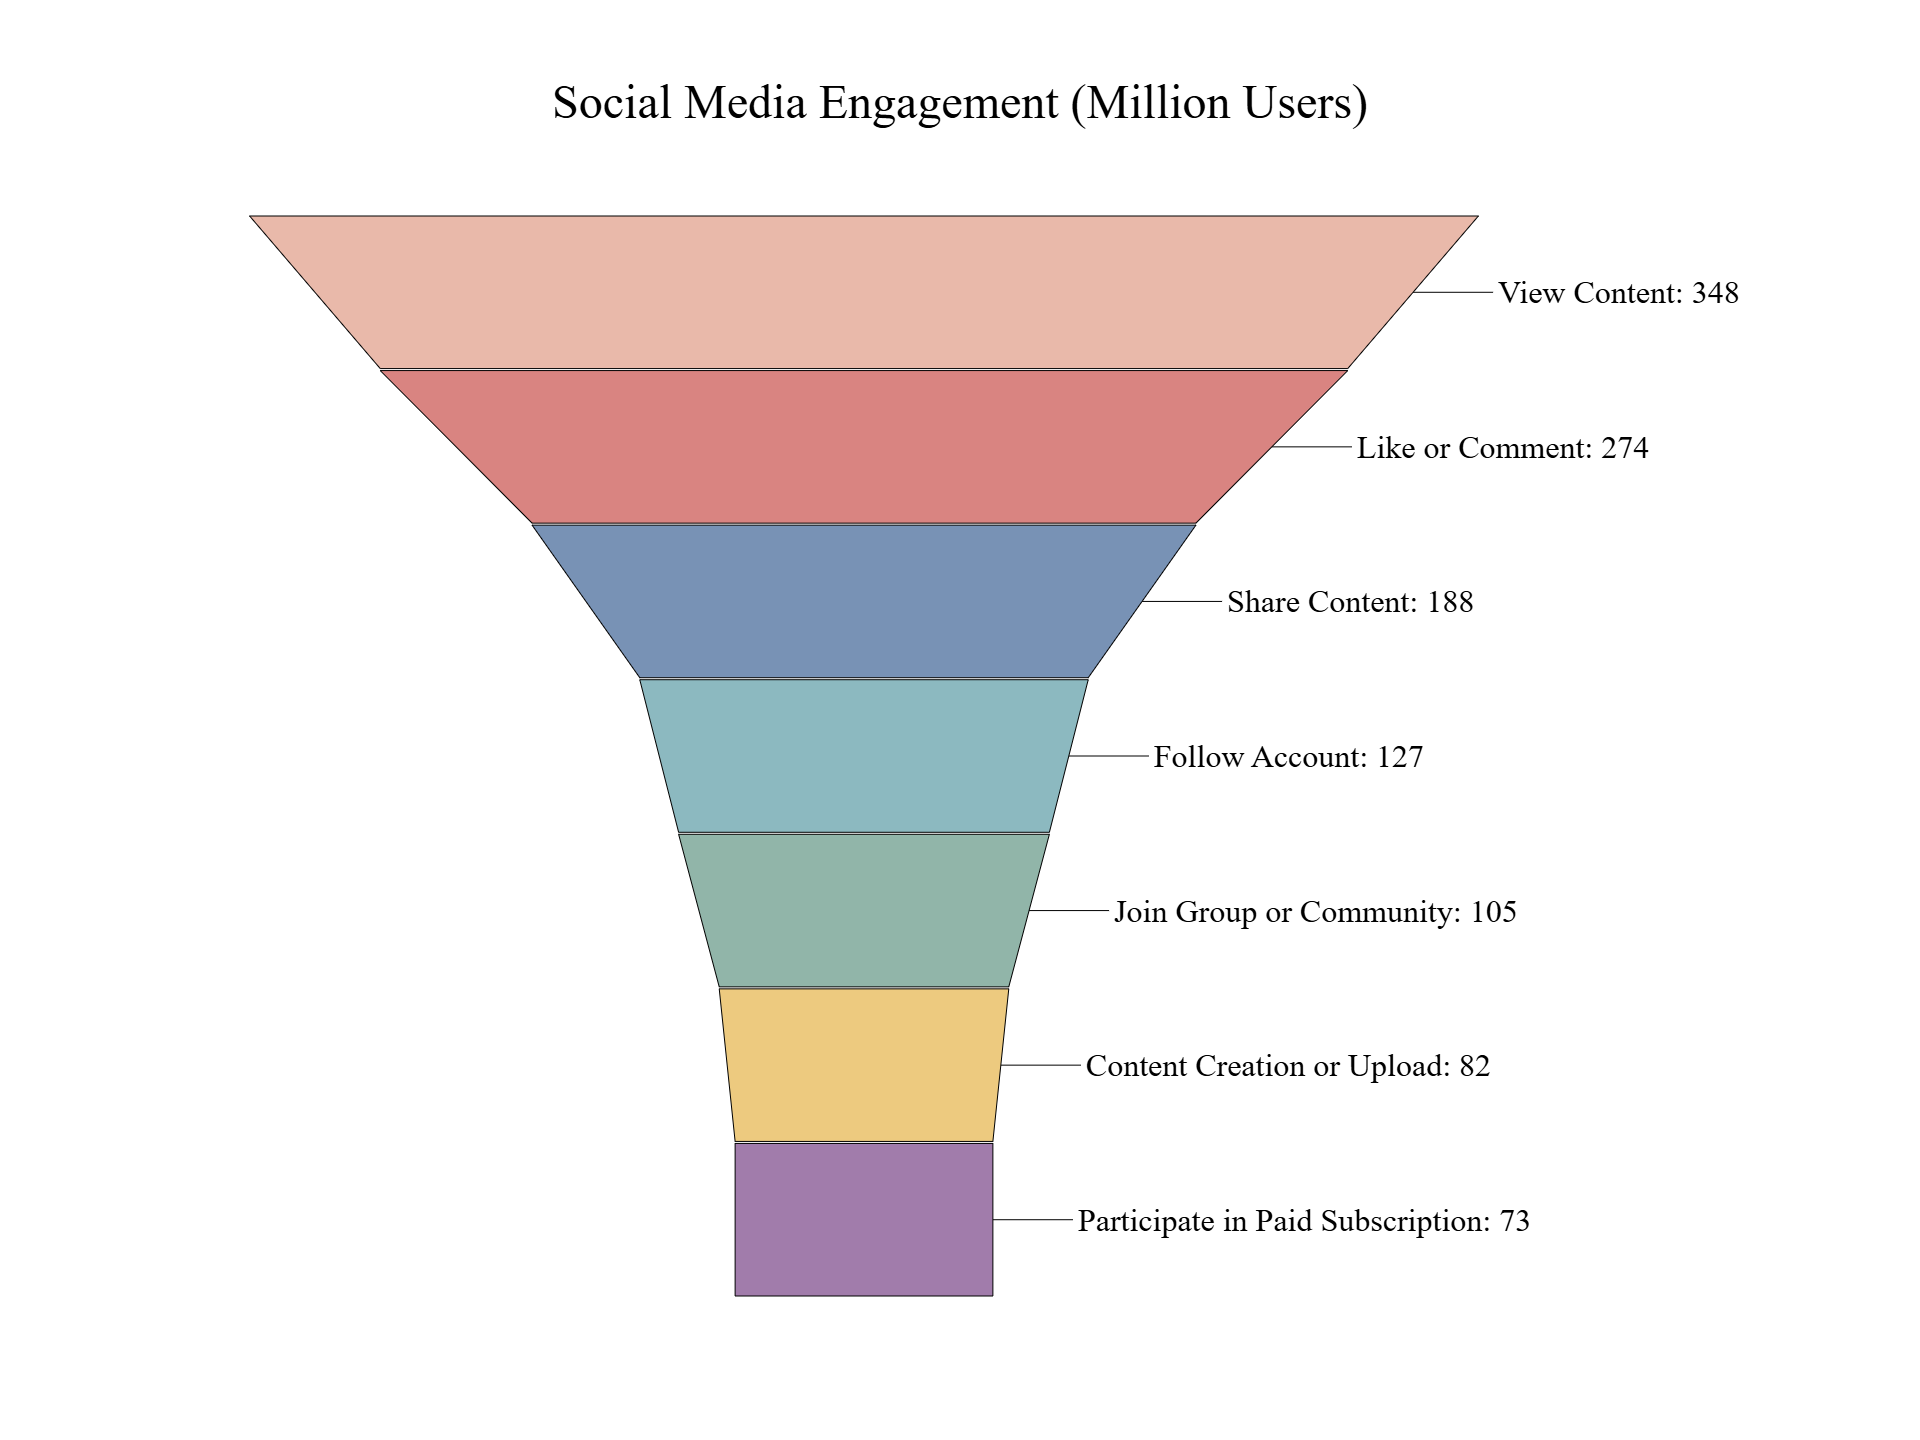 Social Media Engagement (Million Users)
View Content: 348
Like or Comment: 274
Share Content: 188
Follow Account: 127
Join Group or Community: 105
Content Creation or Upload: 82
Participate in Paid Subscription: 73